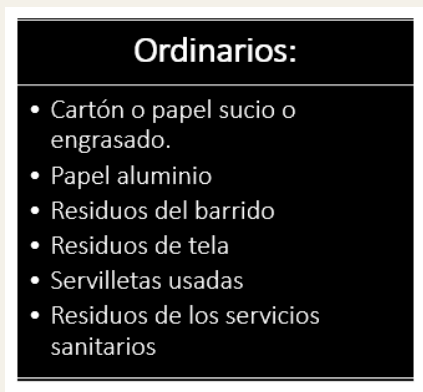 Ordinarios:
• Cartón o papel sucio o
engrasado.
• Papel aluminio
• Residuos del barrido
• Residuos de tela
• Servilletas usadas
• Residuos de los servicios
sanitarios